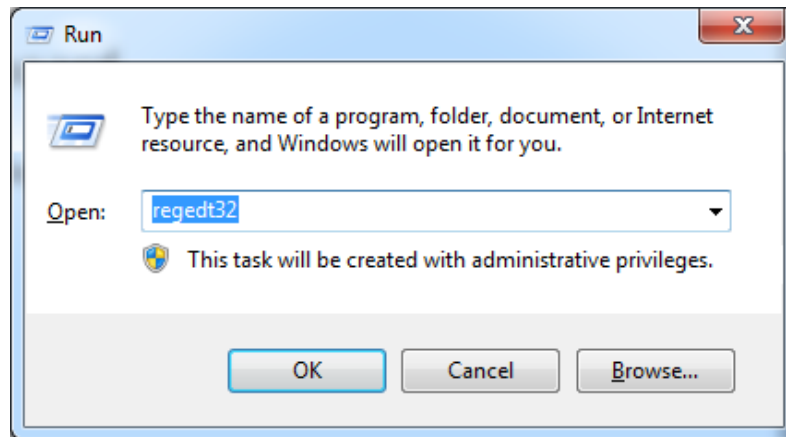 Run
Type the name of a program, folder, document, or Internet
resource, and Windows will open it for you.
Open: regedt32
This task will be created with administrative privileges.
OK Cancel Browse...